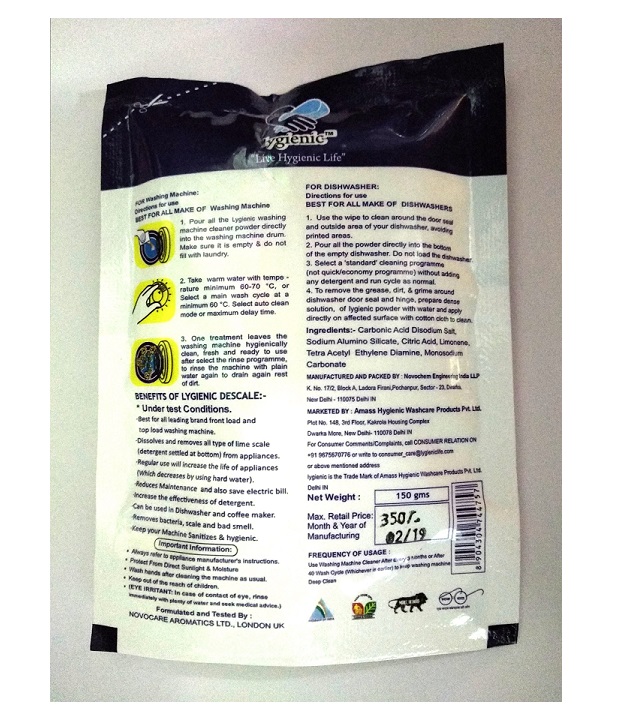 lygienic™
"Live Hygienic Life"
FOR Washing Machine:
Directions for use
BEST FOR ALL MAKE OF Washing Machine
1. Pour all the Lygienic washing
machine cleaner powder directly
into the washing machine drum.
Make sure it is empty & do not
fill with laundry.
2. Take warm water with tempe -
rature minimum 60-70 °C, or
Select a main wash cycle at a
minimum 60 °C. Select auto clean
mode or maximum delay time.
3. One treatment leaves the
washing machine hygienically
clean, fresh and ready to use
after select the rinse programme,
to rinse the machine with plain
water again to drain again rest
of dirt.
BENEFITS OF LYGIENIC DESCALE:-
* Under test Conditions.
-Best for all leading brand front load and
top load washing machine.
-Dissolves and removes all type of lime scale
(detergent settled at bottom) from appliances.
-Regular use will increase the life of appliances
(Which decreases by using hard water).
-Reduces Maintenance and also save electric bill.
-Increase the effectiveness of detergent.
-Can be used in Dishwasher and coffee maker.
-Removes bacteria, scale and bad smell.
-Keep your Machine Sanitizes & hygienic.
Important Information:
• Always refer to appliance manufacturer's instructions.
• Protect From Direct Sunlight & Moisture
• Wash hands after cleaning the machine as usual.
• Keep out of the reach of children.
• (EYE IRRITANT: In case of contact of eye, rinse
immediately with plenty of water and seek medical advice.)
Formulated and Tested By :
NOVOCARE AROMATICS LTD., LONDON UK
FOR DISHWASHER:
Directions for use
BEST FOR ALL MAKE OF DISHWASHERS
1. Use the wipe to clean around the door seal
and outside area of your dishwasher, avoiding
printed areas.
2. Pour all the powder directly into the bottom
of the empty dishwasher. Do not load the dishwasher.
3. Select a 'standard' cleaning programme
(not quick/economy programme) without adding
any detergent and run cycle as normal.
4. To remove the grease, dirt, & grime around
dishwasher door seal and hinge, prepare dense
solution, of lygienic powder with water and apply
directly on affected surface with cotton cloth to clean.
Ingredients:- Carbonic Acid Disodium Salt,
Sodium Alumino Silicate, Citric Acid, Limonene,
Tetra Acetyl Ethylene Diamine, Monosodium
Carbonate
MANUFACTURED AND PACKED BY : Novochem Engineering India LLP
K. No. 17/2, Block A, Ladora Firani,Pochanpur, Sector - 23, Dwarka,
New Delhi - 110075 Delhi IN
MARKETED BY : Amass Hygienic Washcare Products Pvt. Ltd.
Plot No. 148, 3rd Floor, Kakrola Housing Complex
Dwarka More, New Delhi- 110078 Delhi IN
For Consumer Comments/Complaints, call CONSUMER RELATION ON
+91 9675670776 or write to consumer_care@lygieniclife.com
or above mentioned address
lygienic is the Trade Mark of Amass Hygienic Washcare Products Pvt. Ltd.
Delhi IN
Net Weight : 150 gms
Max. Retail Price: 350/-
Month & Year of
Manufacturing 02/19
8 904304 744757
FREQUENCY OF USAGE :
Use Washing Machine Cleaner After Every 3 months or After
40 Wash Cycle (Whichever is earlier) to keep washing machine
Deep Clean
MAKE IN INDIA